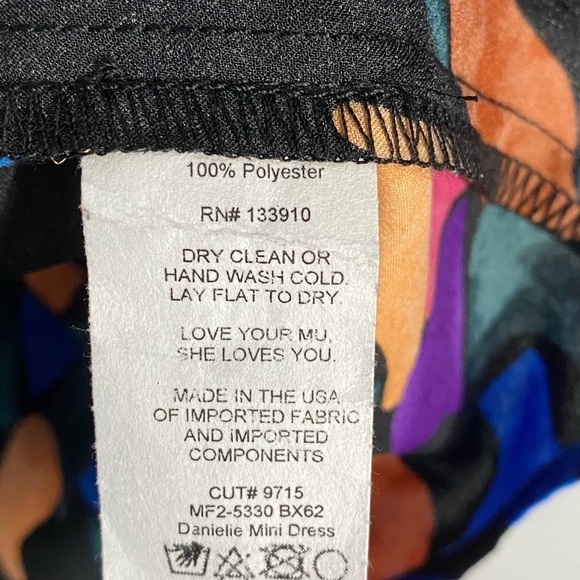 100% Polyester
RN# 133910
DRY CLEAN OR
HAND WASH COLD.
LAY FLAT TO DRY.
LOVE YOUR MU,
SHE LOVES YOU.
MADE IN THE USA
OF IMPORTED FABRIC
AND IMPORTED
COMPONENTS
CUT# 9715
MF2-5330 BX62
Danielle Mini Dress